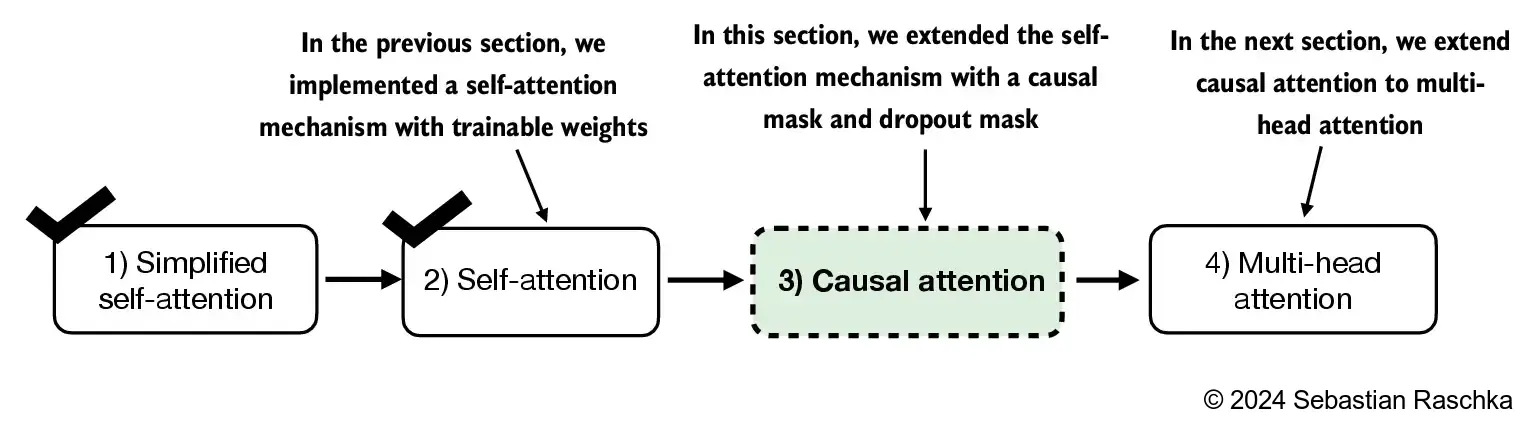 In the previous section, we
implemented a self-attention
mechanism with trainable weights
In this section, we extended the self-
attention mechanism with a causal
mask and dropout mask
In the next section, we extend
causal attention to multi-
head attention
1) Simplified
self-attention
2) Self-attention
3) Causal attention
4) Multi-head
attention
© 2024 Sebastian Raschka